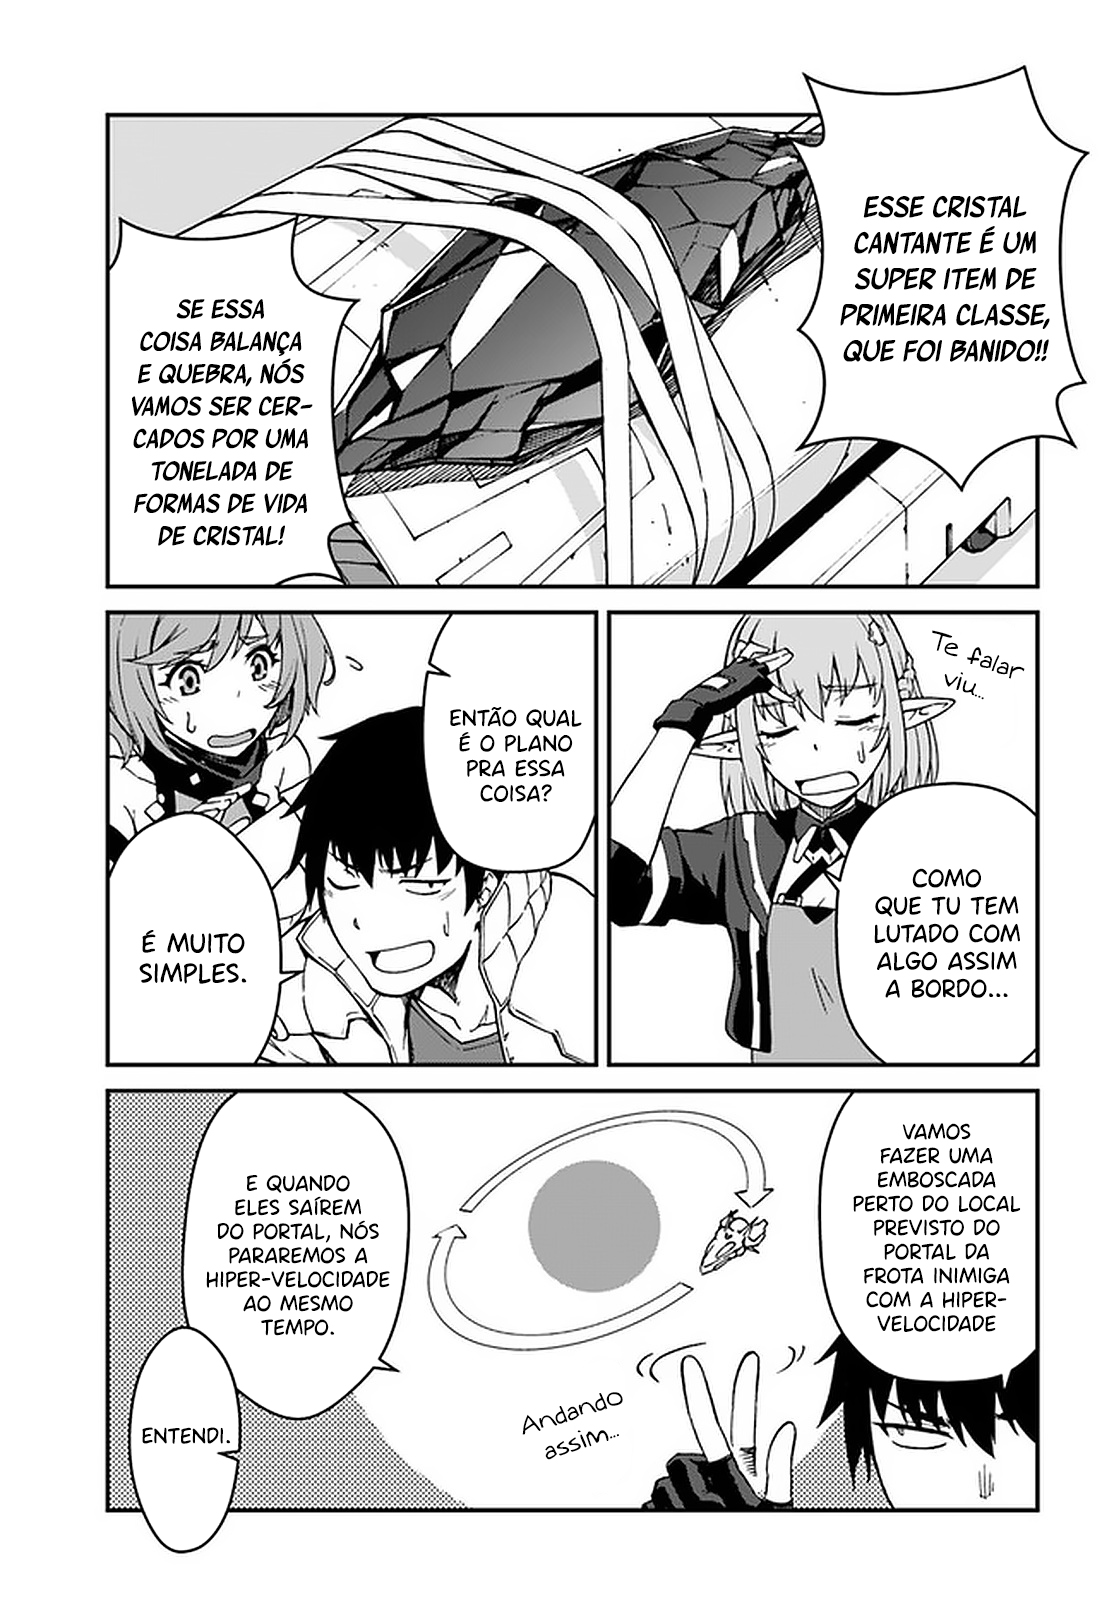 ESSE CRISTAL
CANTANTE É UM
SUPER ITEM DE
PRIMEIRA CLASSE,
QUE FOI BANIDO!!
SE ESSA
COISA BALANÇA
E QUEBRA, NÓS
VAMOS SER CER-
CADOS POR UMA
TONELADA DE
FORMAS DE VIDA
DE CRISTAL!
Te falar
viu...
COMO
QUE TU TEM
LUTADO COM
ALGO ASSIM
A BORDO...
ENTÃO QUAL
É O PLANO
PRA ESSA
COISA?
É MUITO
SIMPLES.
VAMOS
FAZER UMA
EMBOSCADA
PERTO DO LOCAL
PREVISTO DO
PORTAL DA
FROTA INIMIGA
COM A HIPER-
VELOCIDADE
Andando
assim...
E QUANDO
ELES SAÍREM
DO PORTAL, NÓS
PARAREMOS A
HIPER-VELOCIDADE
AO MESMO
TEMPO.
ENTENDI.